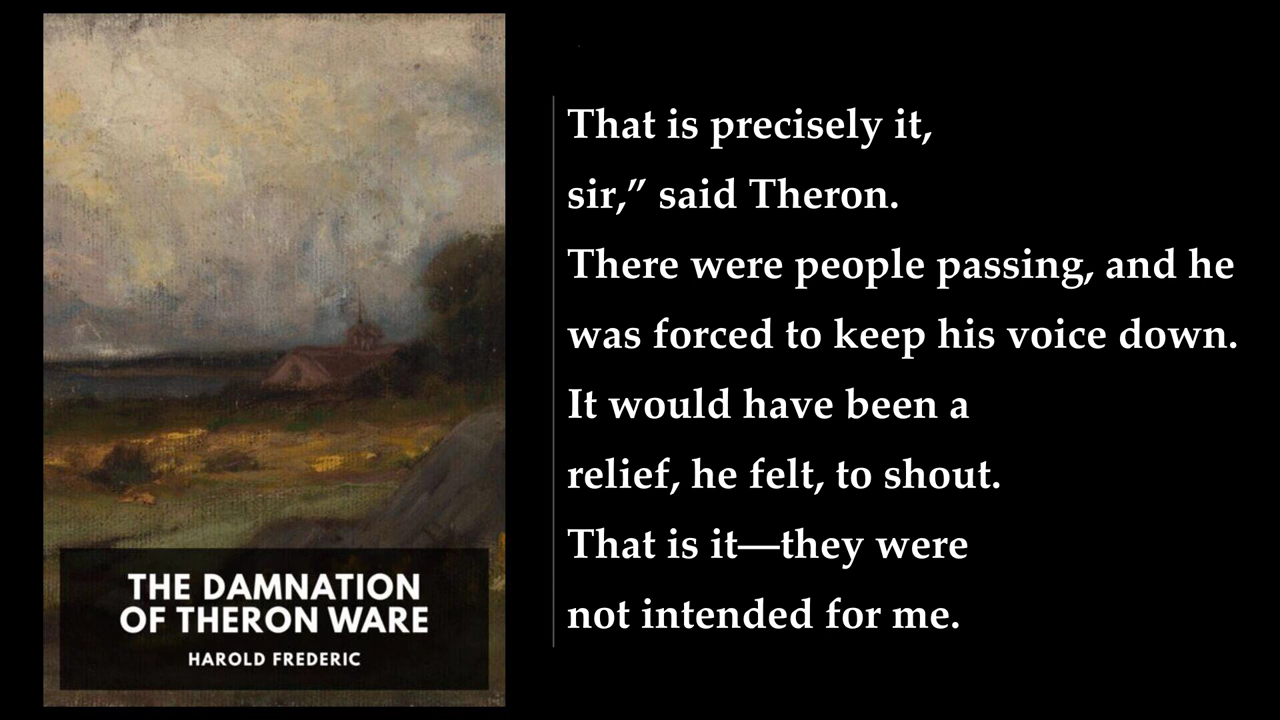 THE DAMNATION
OF THERON WARE
HAROLD FREDERIC
That is precisely it,
sir,” said Theron.
There were people passing, and he
was forced to keep his voice down.
It would have been a
relief, he felt, to shout.
That is it—they were
not intended for me.